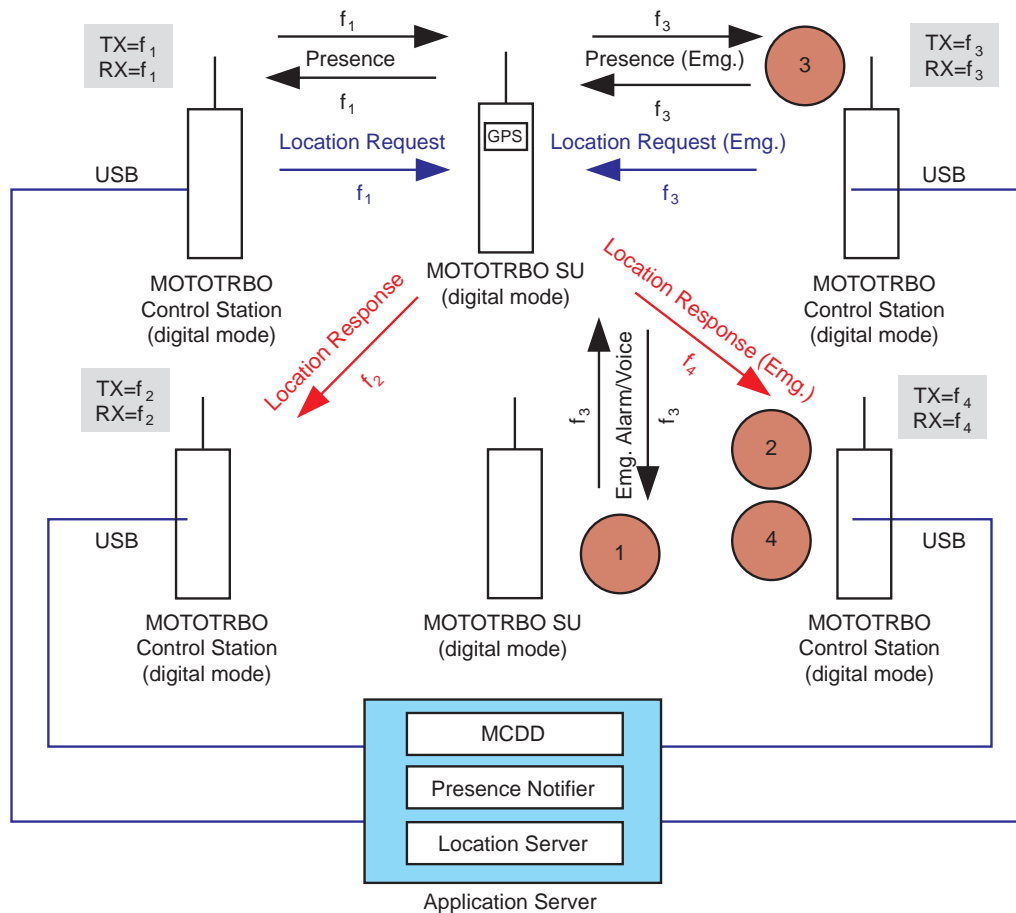 TX=f1
RX=f1
f1
Presence
f1
f3
Presence (Emg.)
f3
3
TX=f3
RX=f3
GPS
USB
Location Request
f1
Location Request (Emg.)
f3
USB
MOTOTRBO
Control Station
(digital mode)
MOTOTRBO SU
(digital mode)
MOTOTRBO
Control Station
(digital mode)
Location Response
f2
Location Response (Emg.)
f4
TX=f2
RX=f2
f3
Emg. Alarm/Voice
f3
TX=f4
RX=f4
2
USB
1
4
USB
MOTOTRBO
Control Station
(digital mode)
MOTOTRBO SU
(digital mode)
MOTOTRBO
Control Station
(digital mode)
MCDD
Presence Notifier
Location Server
Application Server